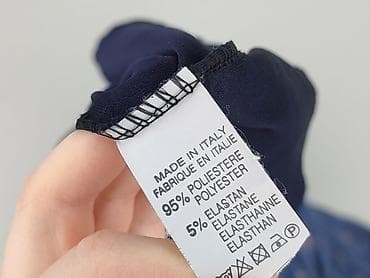 MADE IN ITALY
FABRIQUE EN ITALIE
95% POLIESTERE
POLYESTER
5% ELASTAN
ELASTANE
ELASTHANNE
ELASTHAN